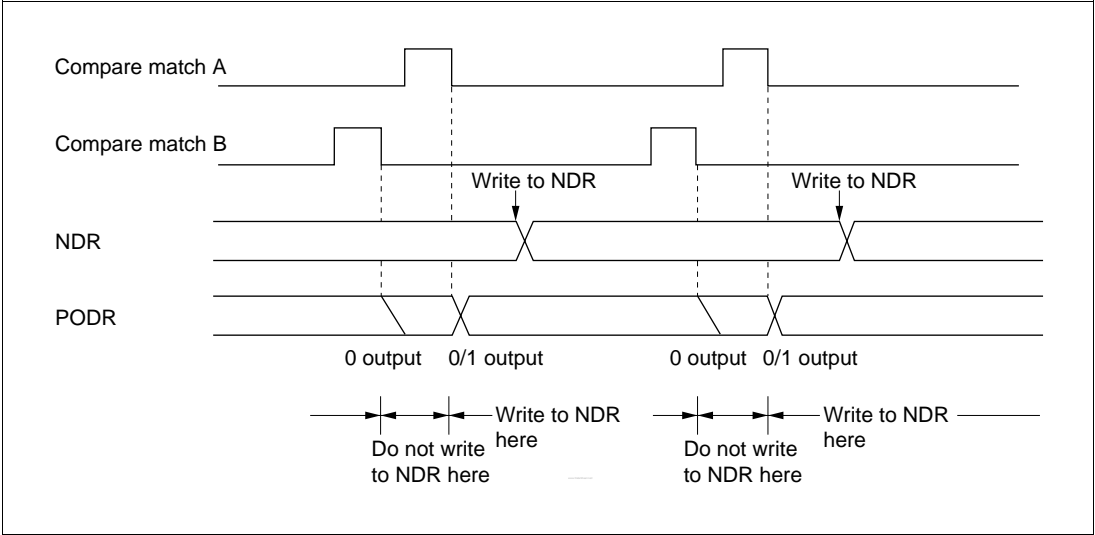 Compare match A
Compare match B
Write to NDR Write to NDR
NDR
PODR
0 output 0/1 output 0 output 0/1 output
Write to NDR Write to NDR
here here
Do not write Do not write
to NDR here to NDR here